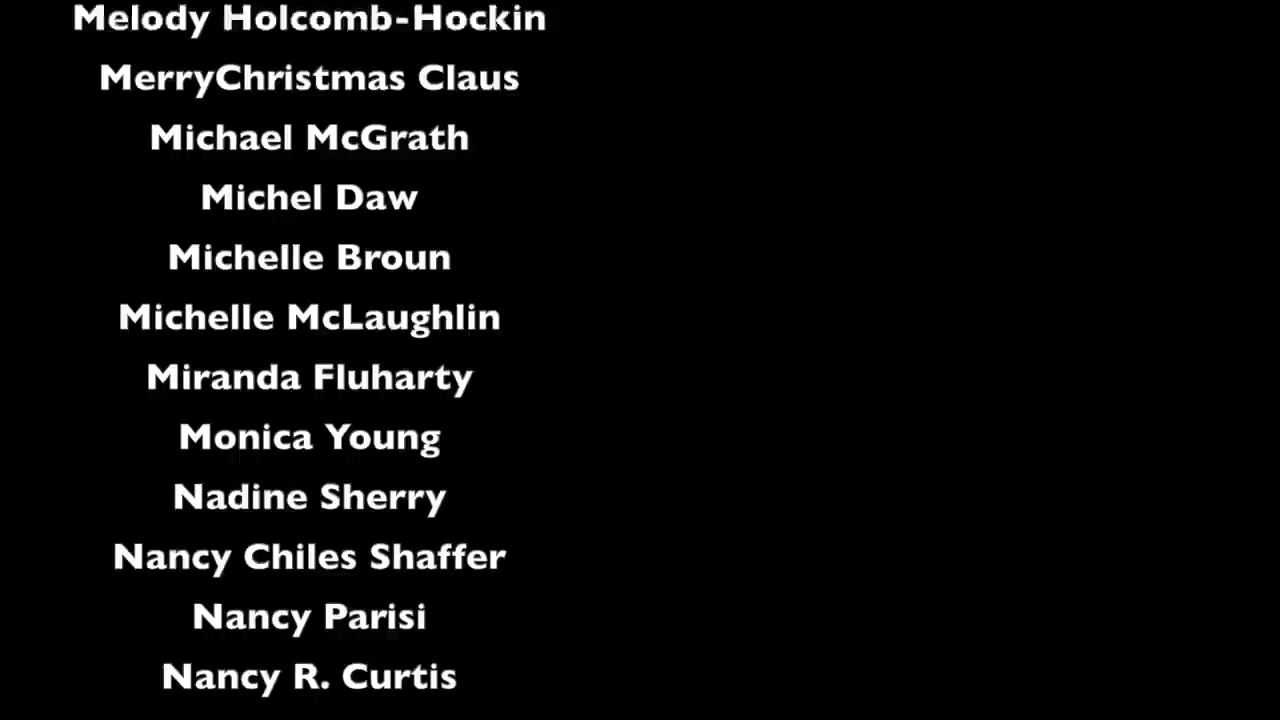 Melody Holcomb-Hockin
MerryChristmas Claus
Michael McGrath
Michel Daw
Michelle Broun
Michelle McLaughlin
Miranda Fluharty
Monica Young
Nadine Sherry
Nancy Chiles Shaffer
Nancy Parisi
Nancy R. Curtis